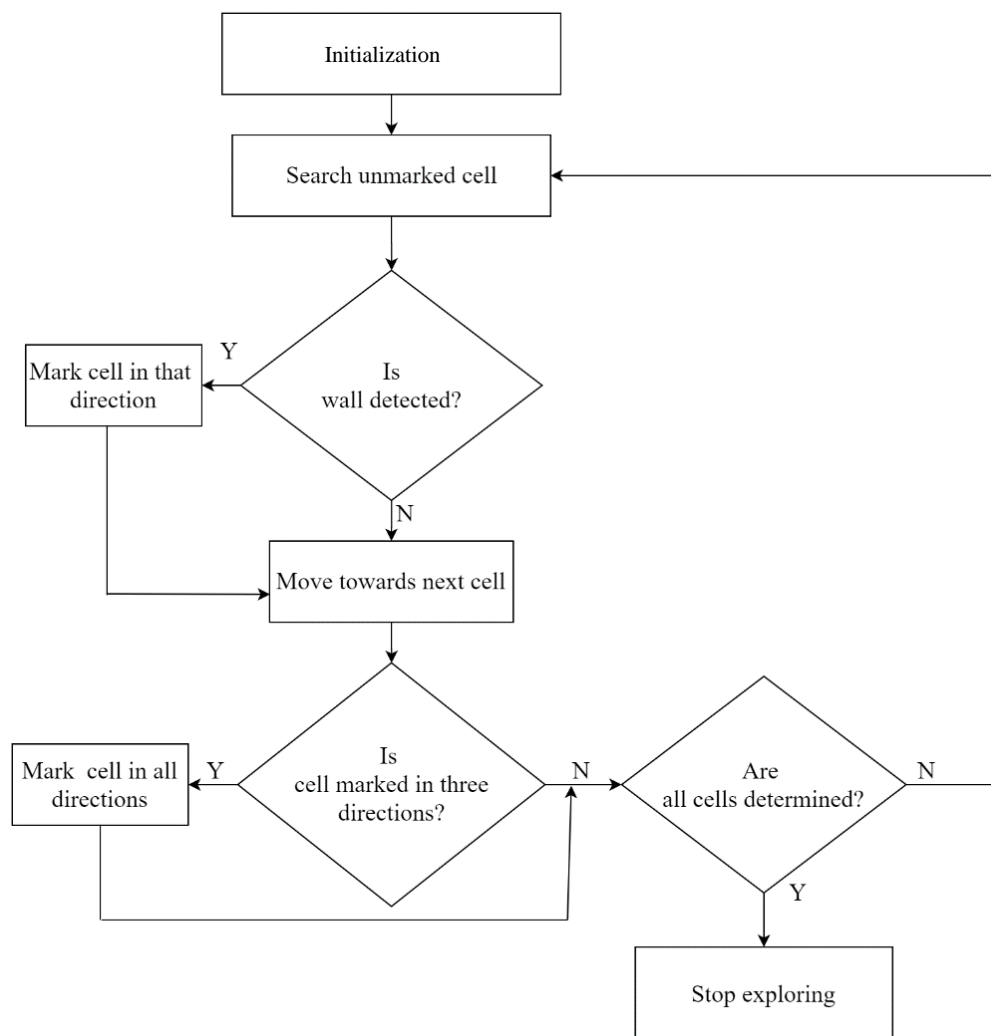 Initialization
Search unmarked cell
Y
Mark cell in that
direction
Is
wall detected?
N
Move towards next cell
Mark cell in all
directions
Y
Is
cell marked in three
directions?
N
Are
all cells determined?
N
Y
Stop exploring